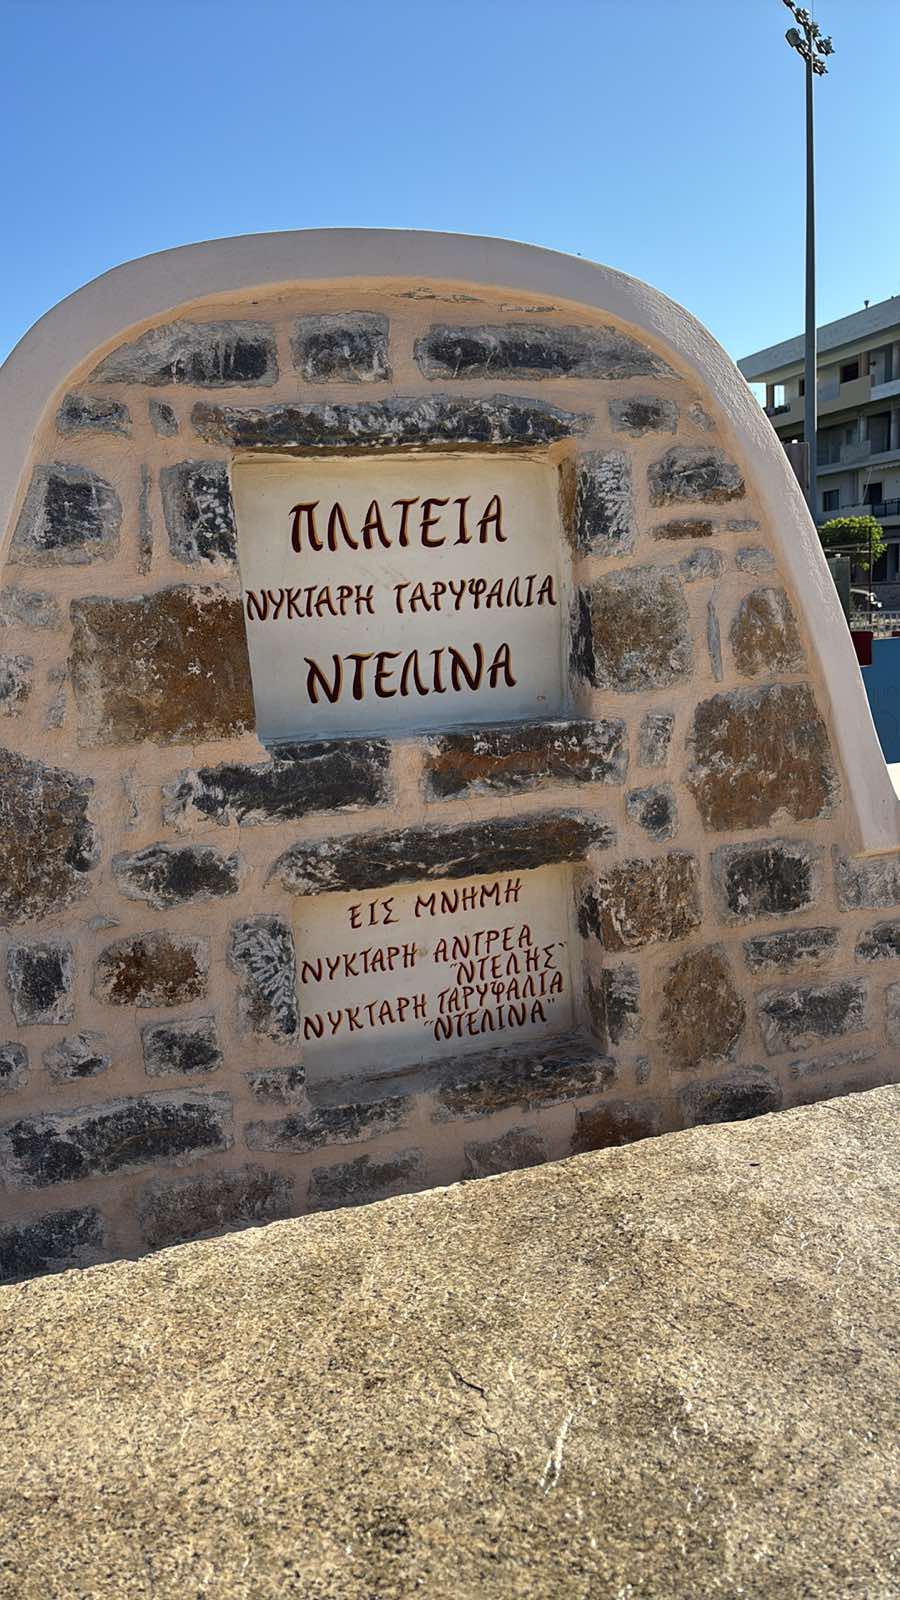 ΠΛΑΤΕΙΑ
ΝΥΚΤΑΡΗ ΓΑΡΥΦΑΛΙΑ
ΝΤΕΛΙΝΑ
ΕΙΣ ΜΝΗΜΗ
ΝΥΚΤΑΡΗ ΑΝΤΡΕΑ
"ΝΤΕΛΗΣ"
ΝΥΚΤΑΡΗ ΓΑΡΥΦΑΛΙΑ
"ΝΤΕΛΙΝΑ"